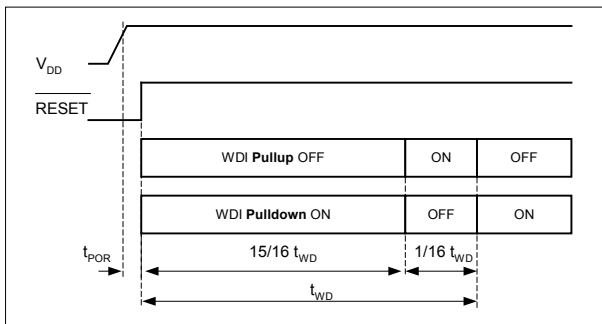 V_DD
RESET
WDI Pullup OFF ON OFF
WDI Pulldown ON OFF ON
t_POR 15/16 t_WD 1/16 t_WD
t_WD